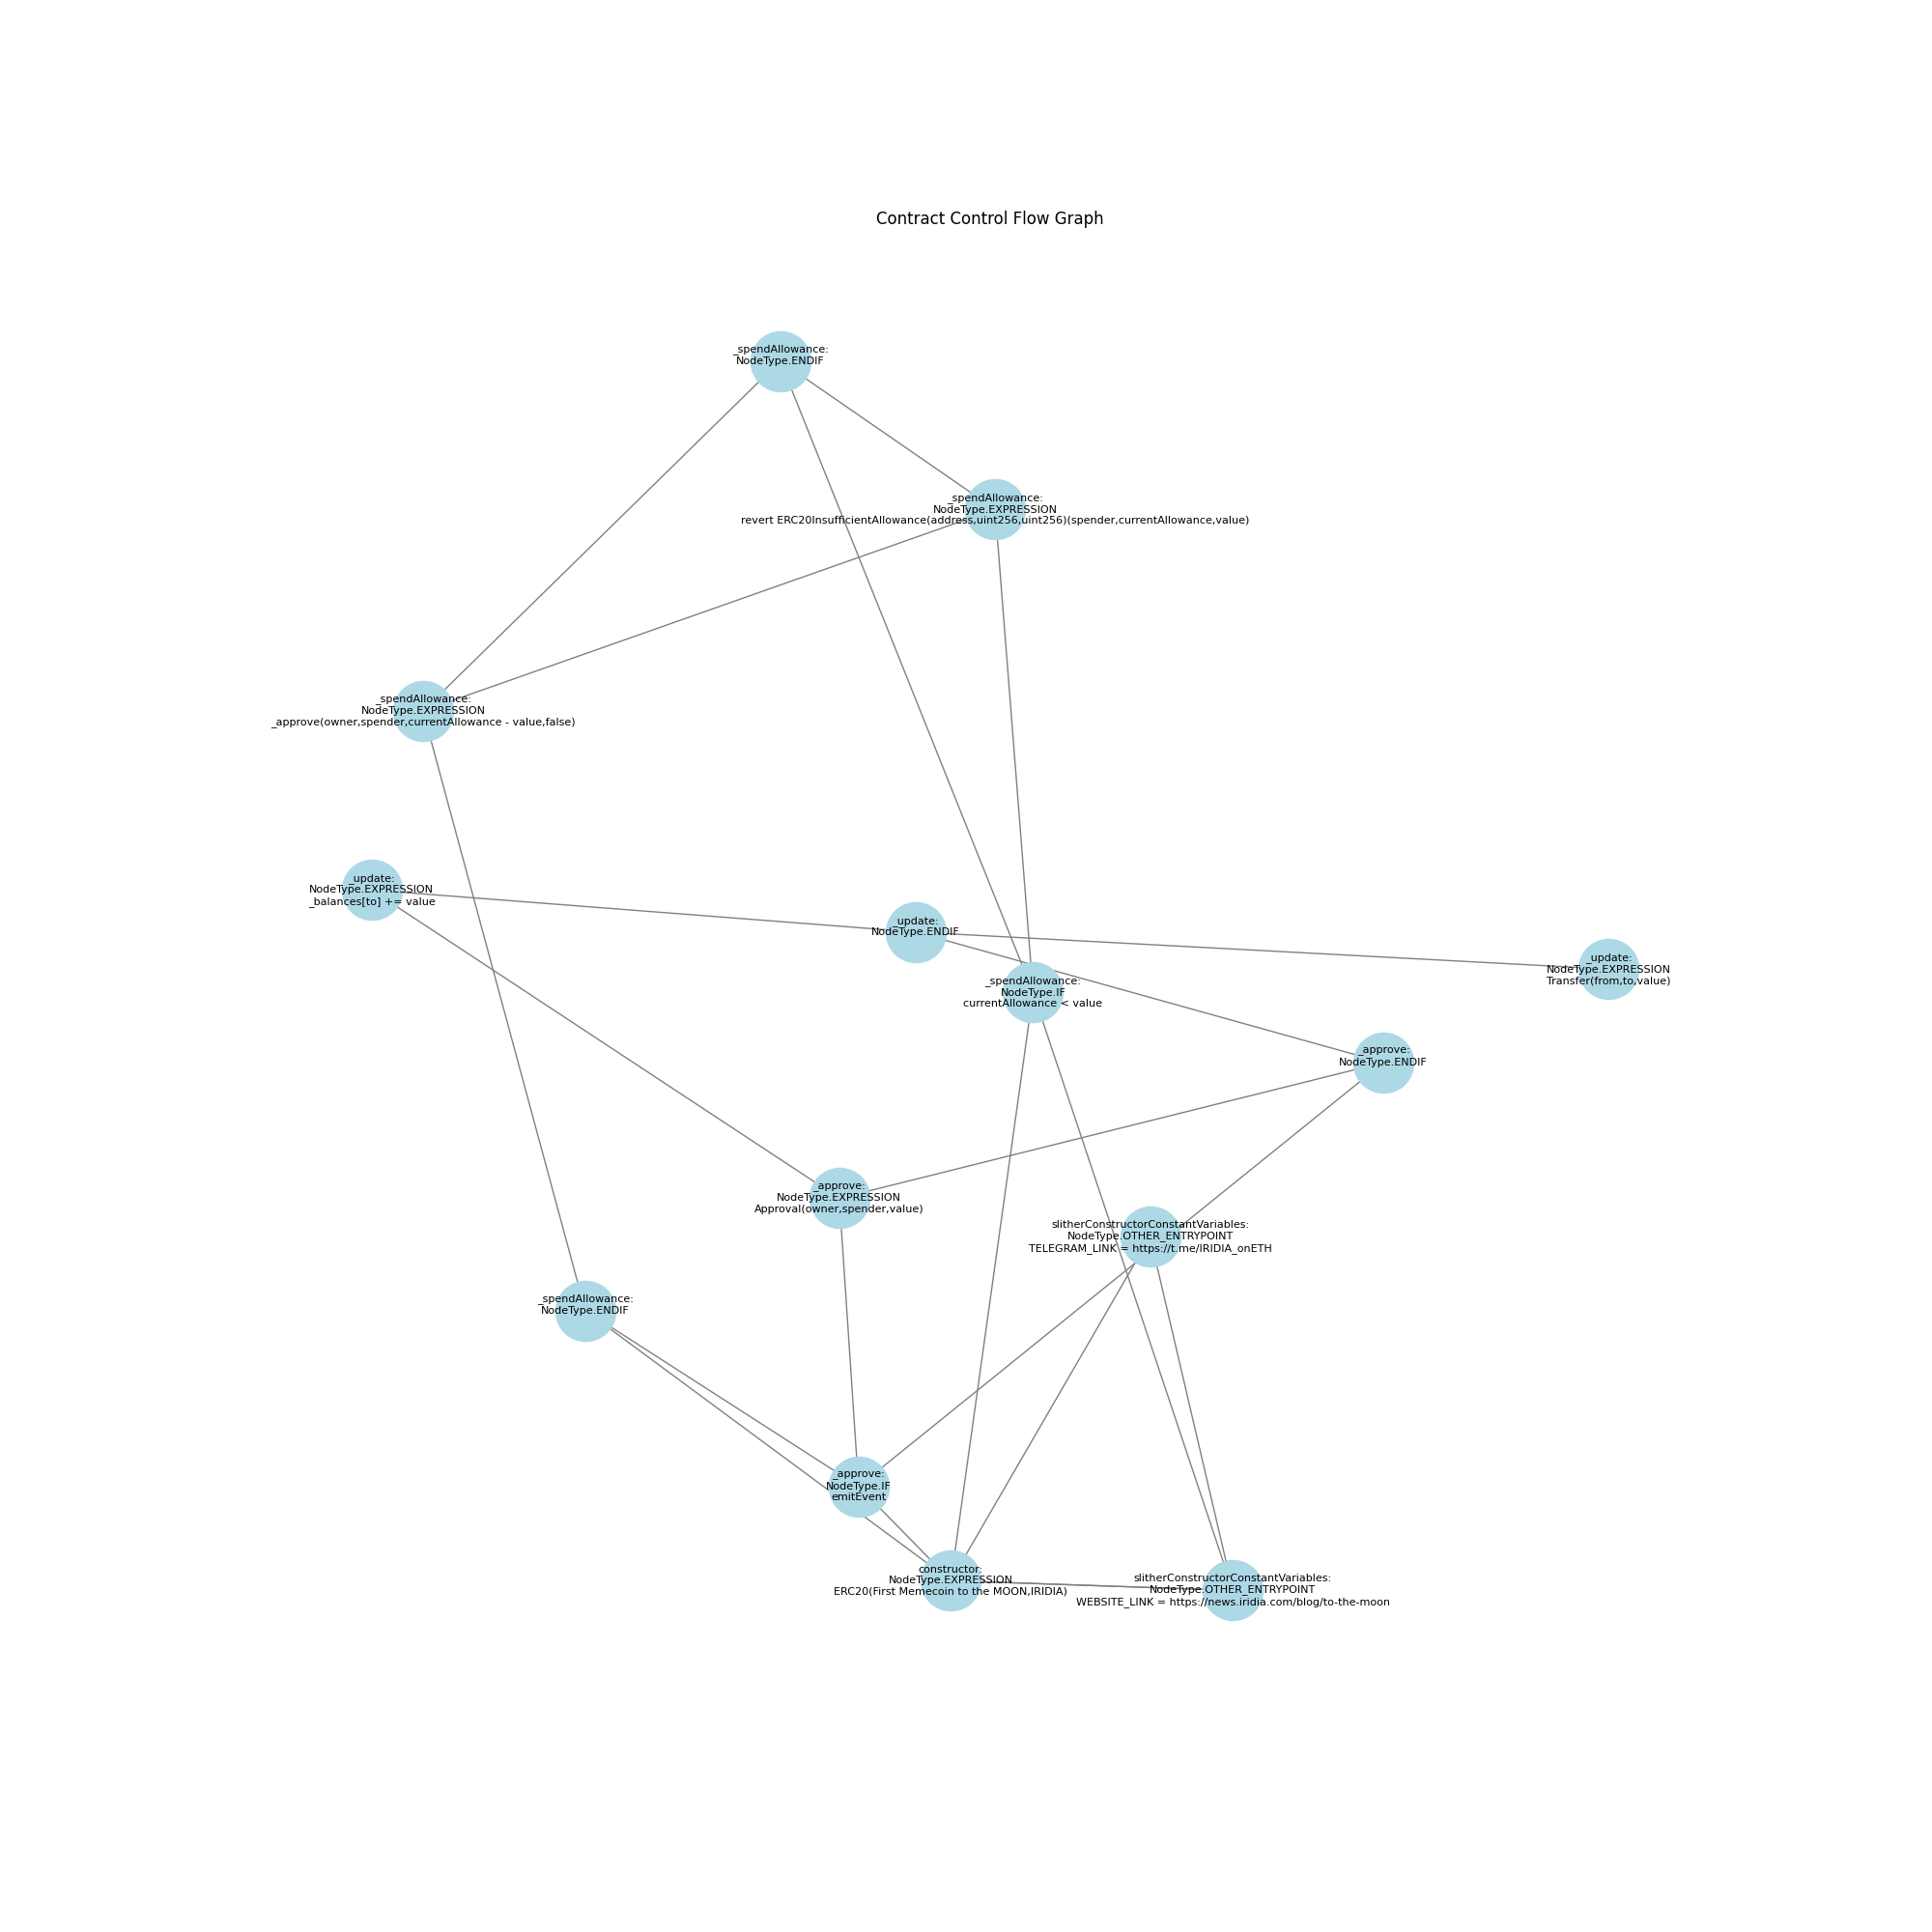 Contract Control Flow Graph
_spendAllowance:
NodeType.ENDIF
_spendAllowance:
NodeType.EXPRESSION
revert ERC20InsufficientAllowance(address,uint256,uint256)(spender,currentAllowance,value)
_spendAllowance:
NodeType.EXPRESSION
_approve(owner,spender,currentAllowance - value,false)
_update:
NodeType.EXPRESSION
_balances[to] += value
_update:
NodeType.ENDIF
_update:
NodeType.EXPRESSION
Transfer(from,to,value)
_spendAllowance:
NodeType.IF
currentAllowance < value
_approve:
NodeType.ENDIF
_approve:
NodeType.EXPRESSION
Approval(owner,spender,value)
slitherConstructorConstantVariables:
NodeType.OTHER_ENTRYPOINT
TELEGRAM_LINK = https://t.me/IRIDIA_onETH
_spendAllowance:
NodeType.ENDIF
_approve:
NodeType.IF
emitEvent
constructor:
NodeType.EXPRESSION
ERC20(First Memecoin to the MOON,IRIDIA)
slitherConstructorConstantVariables:
NodeType.OTHER_ENTRYPOINT
WEBSITE_LINK = https://news.iridia.com/blog/to-the-moon